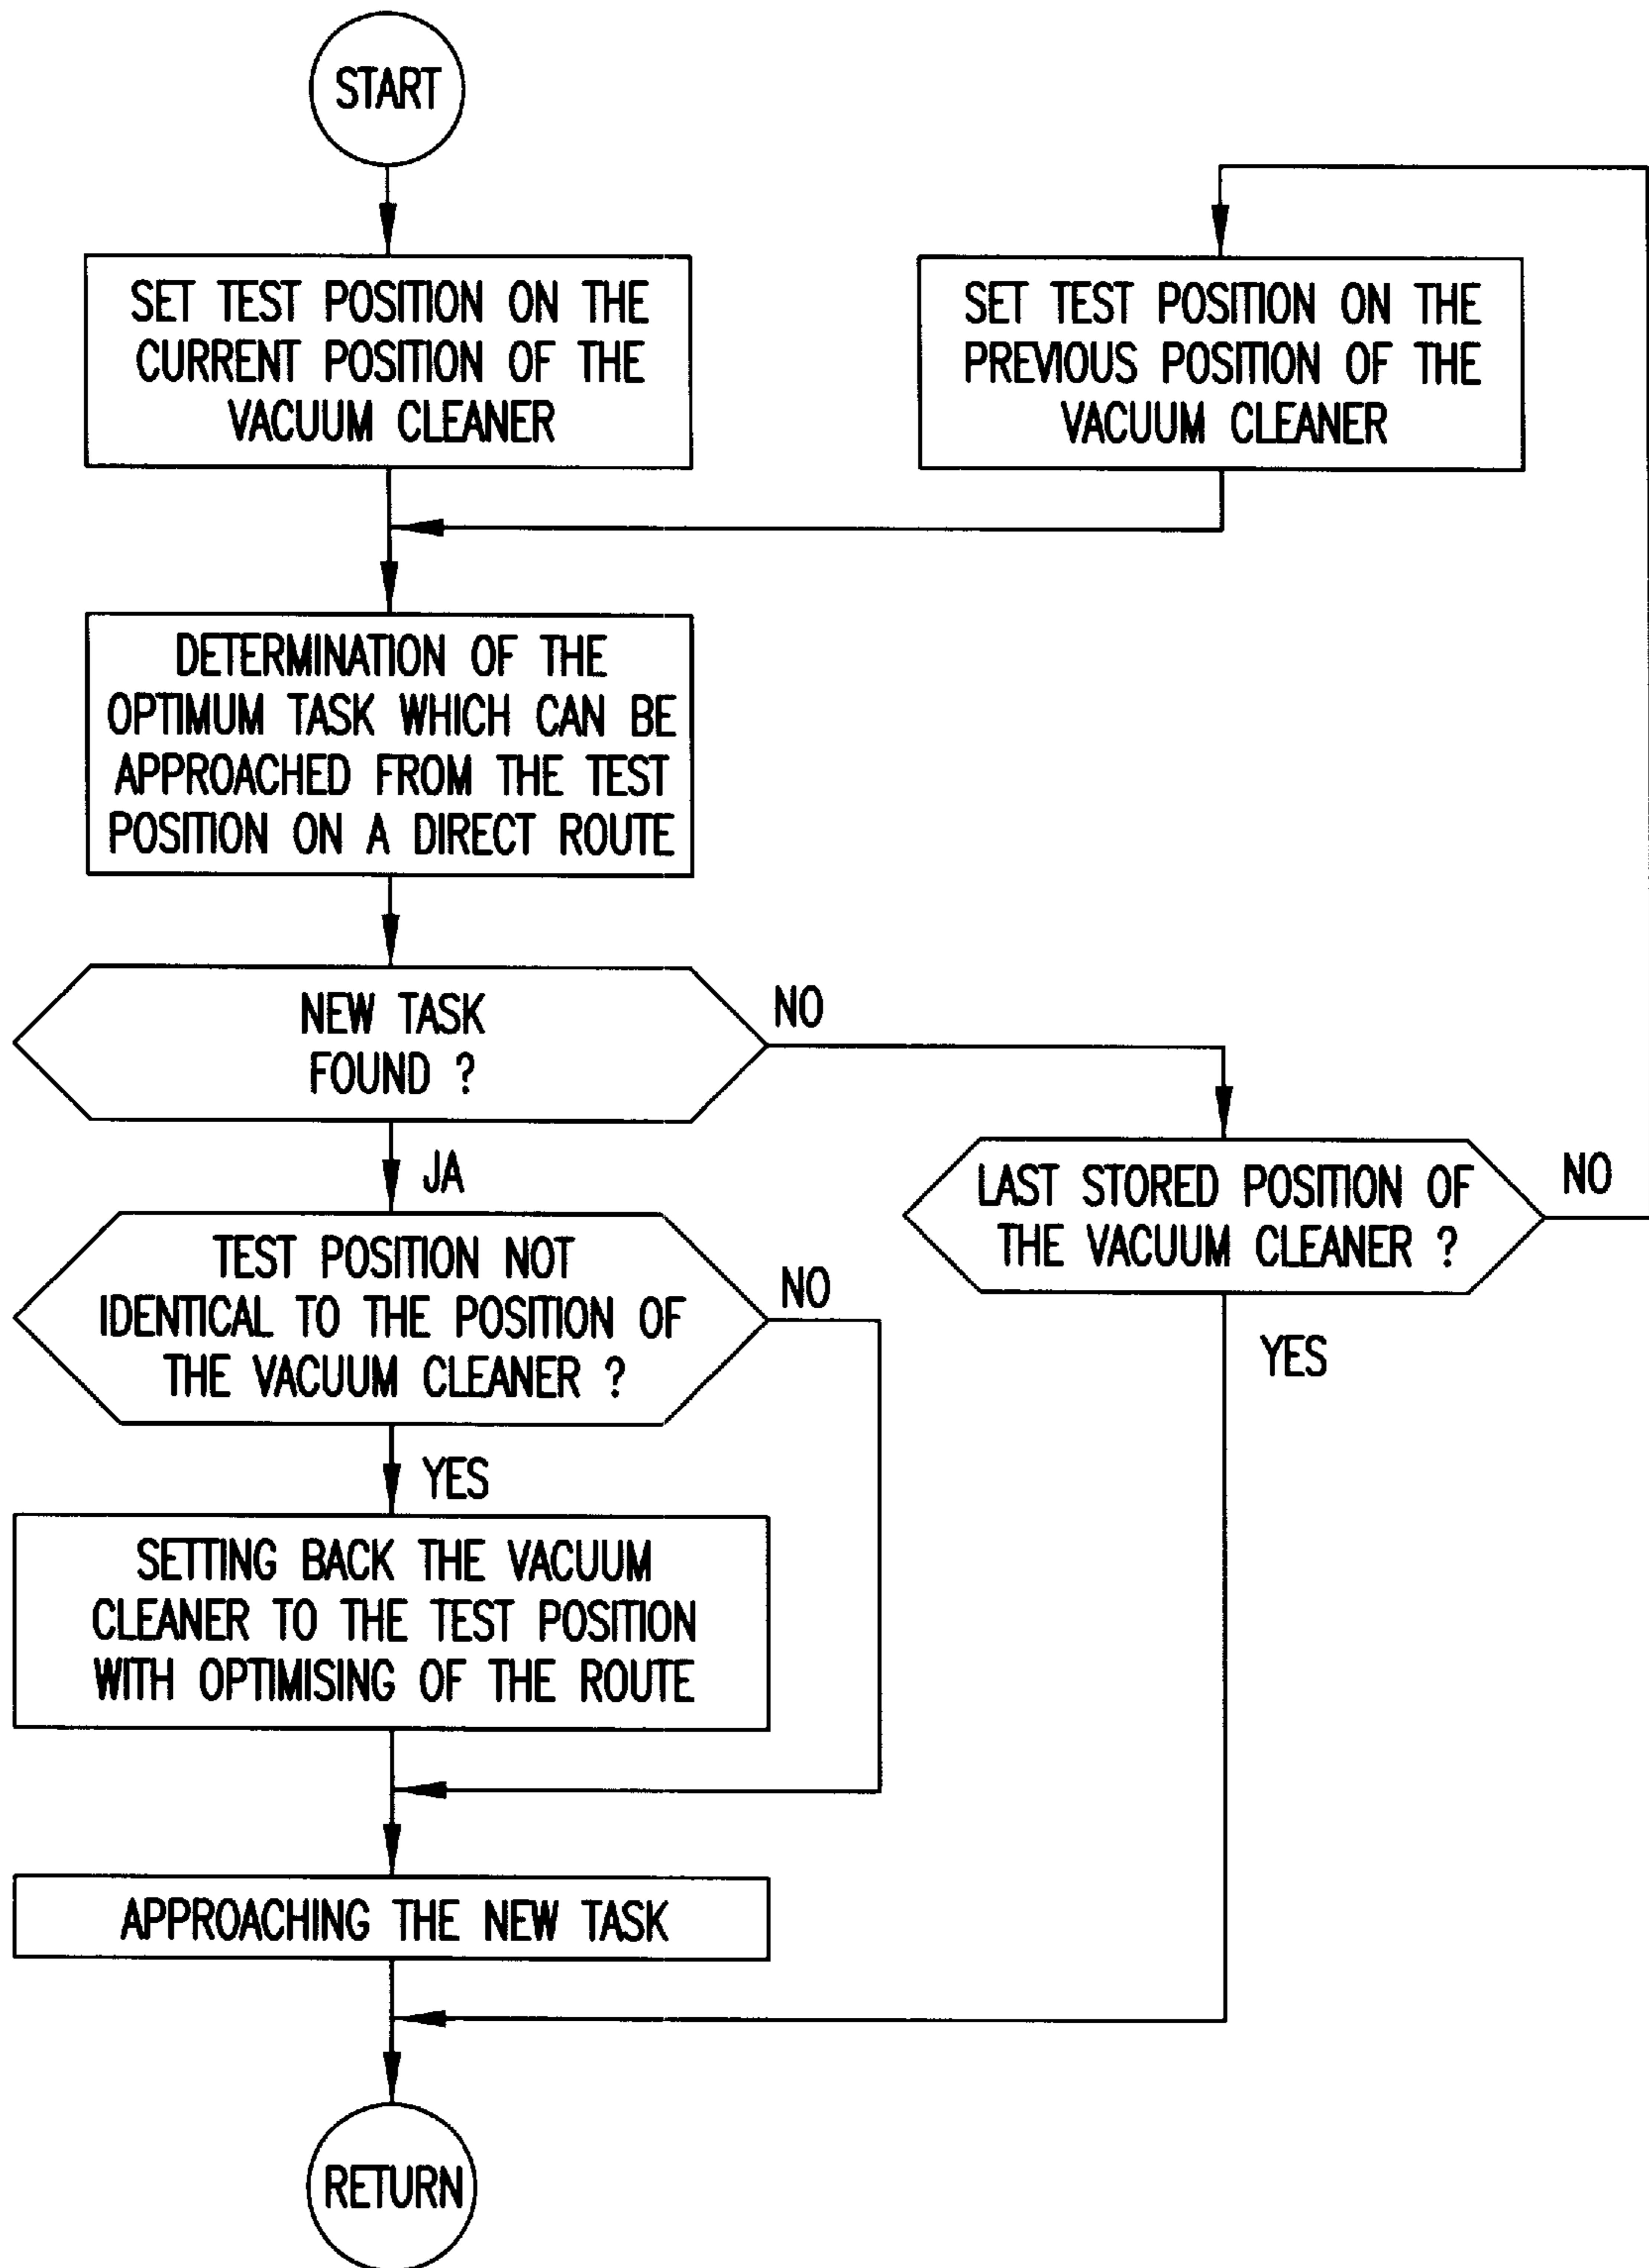 START
SET TEST POSITION ON THE
CURRENT POSITION OF THE
VACUUM CLEANER
SET TEST POSITION ON THE
PREVIOUS POSITION OF THE
VACUUM CLEANER
DETERMINATION OF THE
OPTIMUM TASK WHICH CAN BE
APPROACHED FROM THE TEST
POSITION ON A DIRECT ROUTE
NEW TASK
FOUND ?
NO
JA
LAST STORED POSITION OF
THE VACUUM CLEANER ?
NO
YES
TEST POSITION NOT
IDENTICAL TO THE POSITION OF
THE VACUUM CLEANER ?
NO
YES
SETTING BACK THE VACUUM
CLEANER TO THE TEST POSITION
WITH OPTIMISING OF THE ROUTE
APPROACHING THE NEW TASK
RETURN